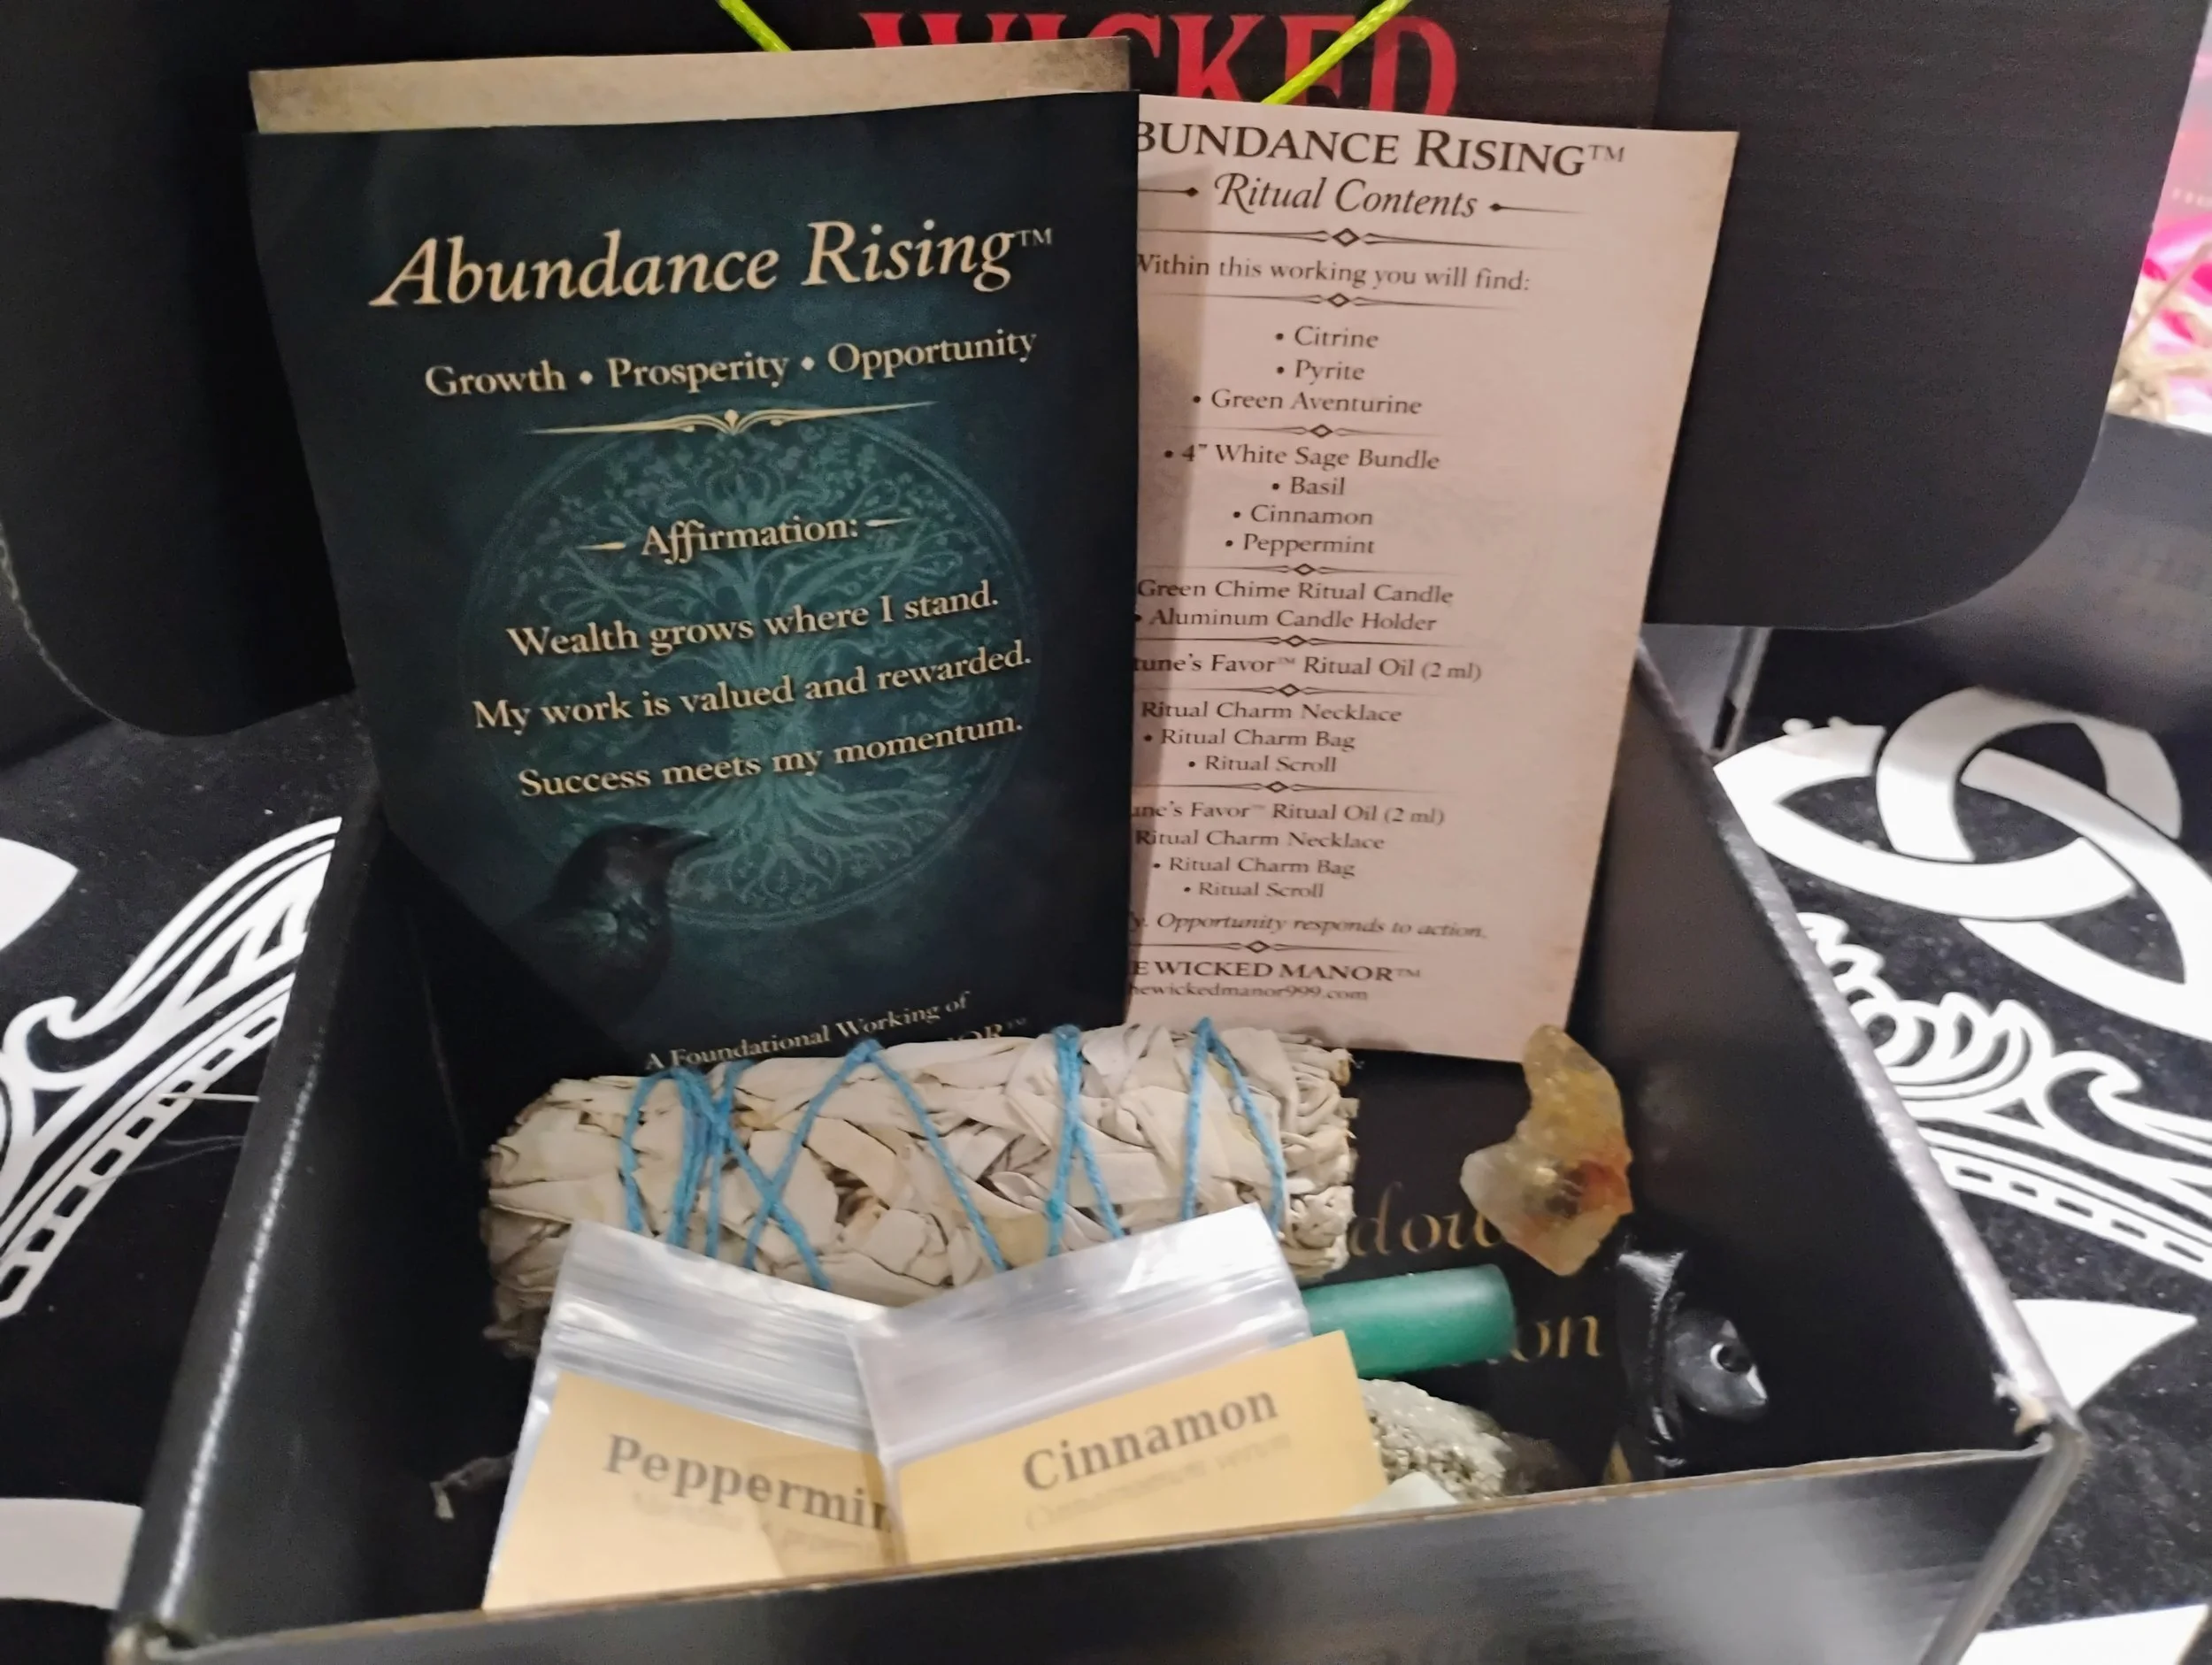 WICKED
Abundance Rising™
Growth • Prosperity • Opportunity
Affirmation:
Wealth grows where I stand.
My work is valued and rewarded.
Success meets my momentum.
A Foundational Working of
BUNDANCE RISING™
Ritual Contents
Within this working you will find:
• Citrine
• Pyrite
• Green Aventurine
• 4" White Sage Bundle
• Basil
• Cinnamon
• Peppermint
Green Chime Ritual Candle
• Aluminum Candle Holder
tune's Favor™ Ritual Oil (2 ml)
Ritual Charm Necklace
• Ritual Charm Bag
• Ritual Scroll
une's Favor™ Ritual Oil (2 ml)
Ritual Charm Necklace
• Ritual Charm Bag
• Ritual Scroll
y. Opportunity responds to action.
E WICKED MANOR™
hewickedmanor999.com
dow
on
Peppermin
Cinnamon